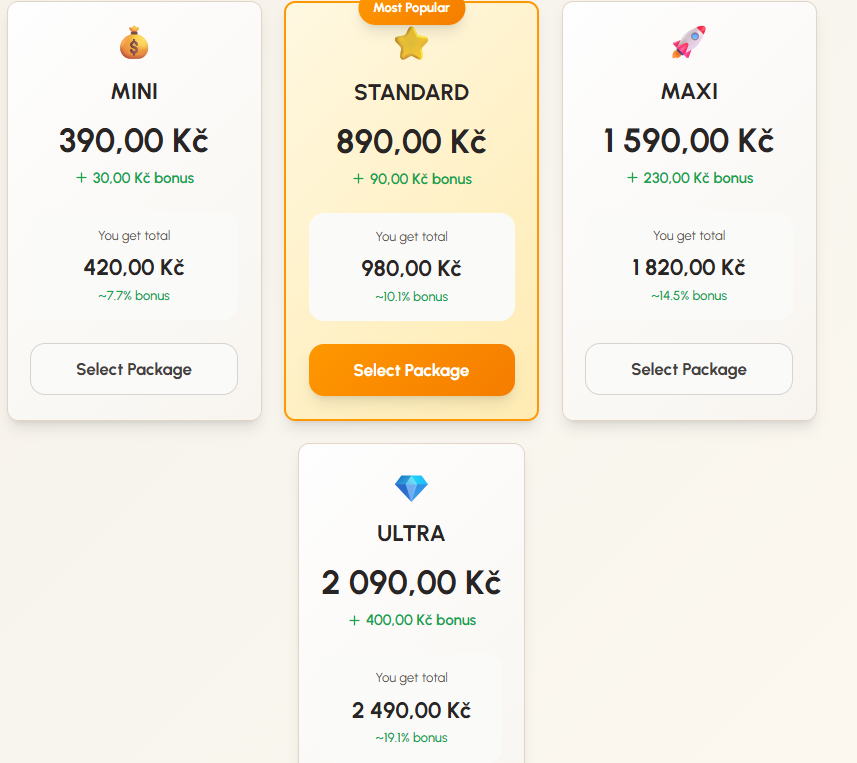 MINI
390,00 Kč
+ 30,00 Kč bonus
You get total
420,00 Kč
~7.7% bonus
Select Package
Most Popular
STANDARD
890,00 Kč
+ 90,00 Kč bonus
You get total
980,00 Kč
~10.1% bonus
Select Package
MAXI
1 590,00 Kč
+ 230,00 Kč bonus
You get total
1 820,00 Kč
~14.5% bonus
Select Package
ULTRA
2 090,00 Kč
+ 400,00 Kč bonus
You get total
2 490,00 Kč
~19.1% bonus